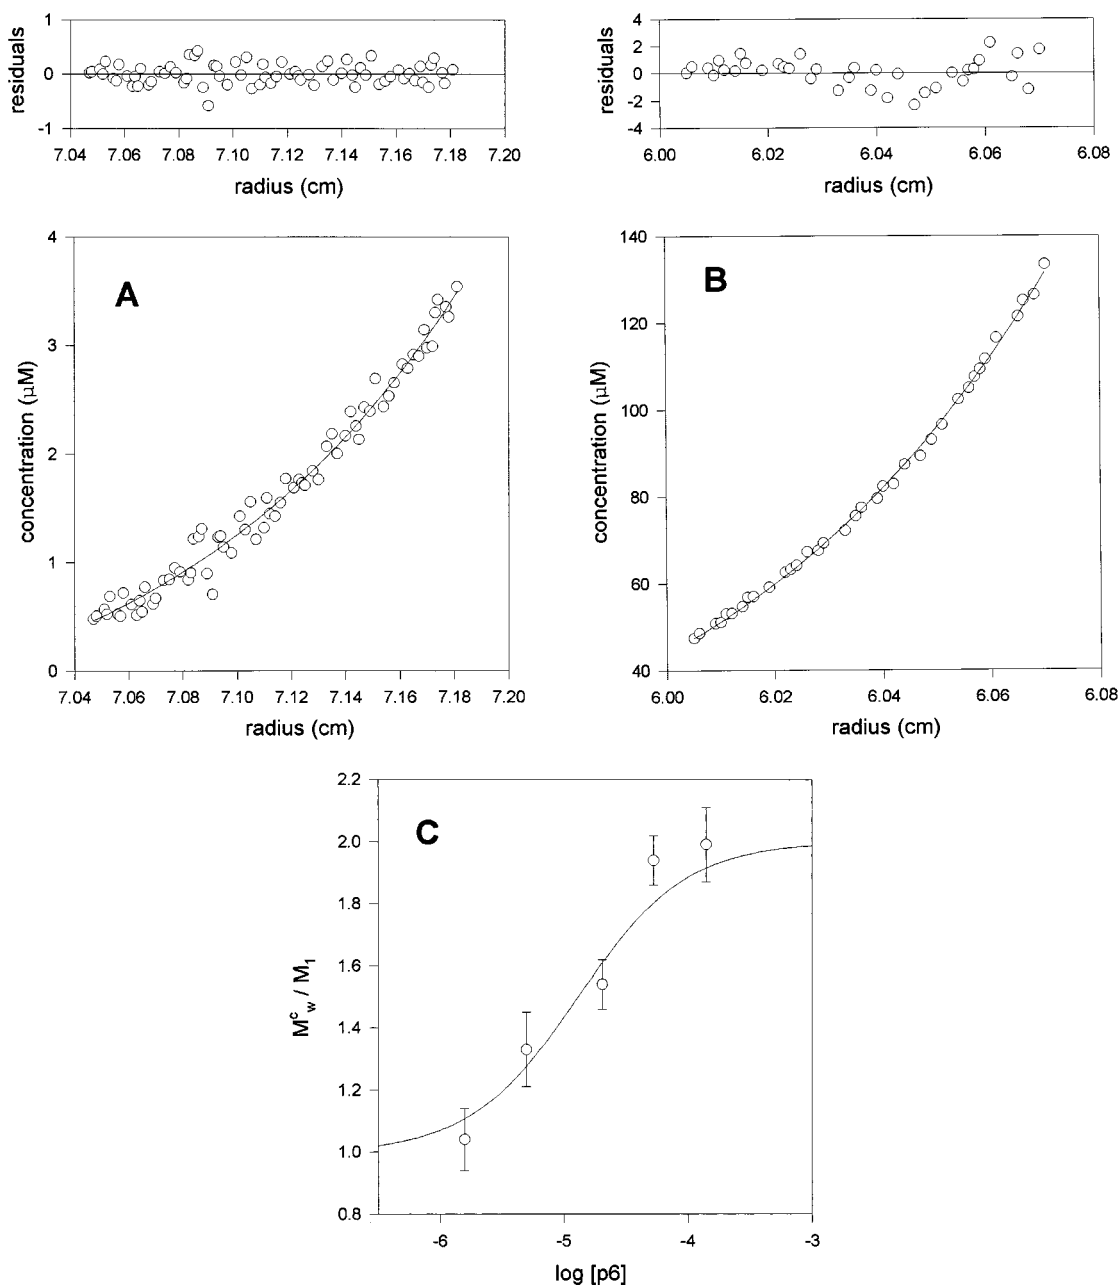 1
0
-1
residuals
7.04 7.06 7.08 7.10 7.12 7.14 7.16 7.18 7.20
radius (cm)
4
2
0
-2
-4
residuals
6.00 6.02 6.04 6.06 6.08
radius (cm)
A
4
3
2
1
0
concentration (μM)
7.04 7.06 7.08 7.10 7.12 7.14 7.16 7.18 7.20
radius (cm)
B
140
120
100
80
60
40
concentration (μM)
6.00 6.02 6.04 6.06 6.08
radius (cm)
C
2.2
2.0
1.8
1.6
1.4
1.2
1.0
0.8
M^c_w / M_1
-6 -5 -4 -3
log [p6]